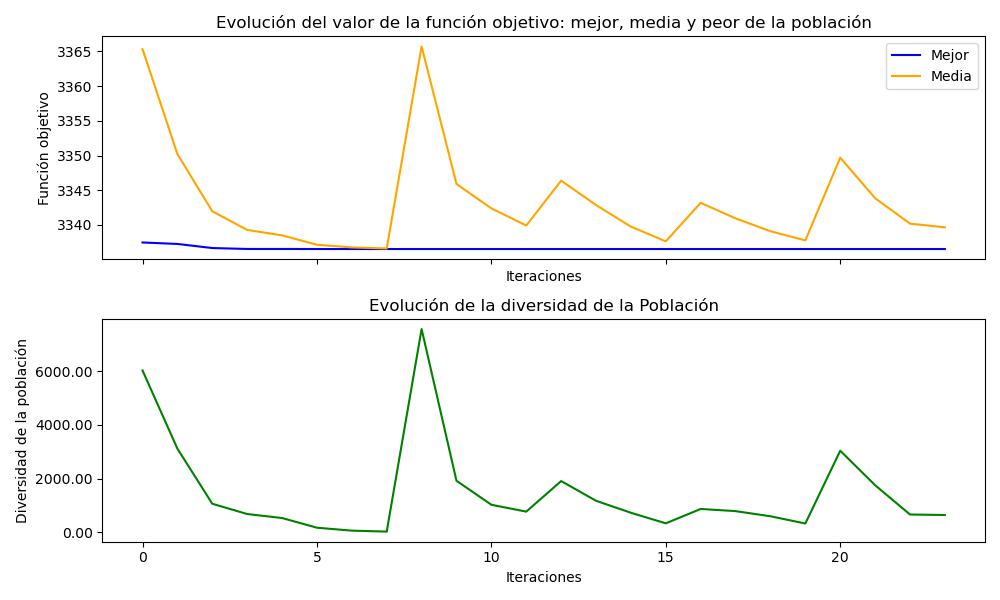 Evolución del valor de la función objetivo: mejor, media y peor de la población
Función objetivo
3365
3360
3355
3350
3345
3340
Mejor
Media
Iteraciones
Evolución de la diversidad de la Población
Diversidad de la población
6000.00
4000.00
2000.00
0.00
0 5 10 15 20
Iteraciones